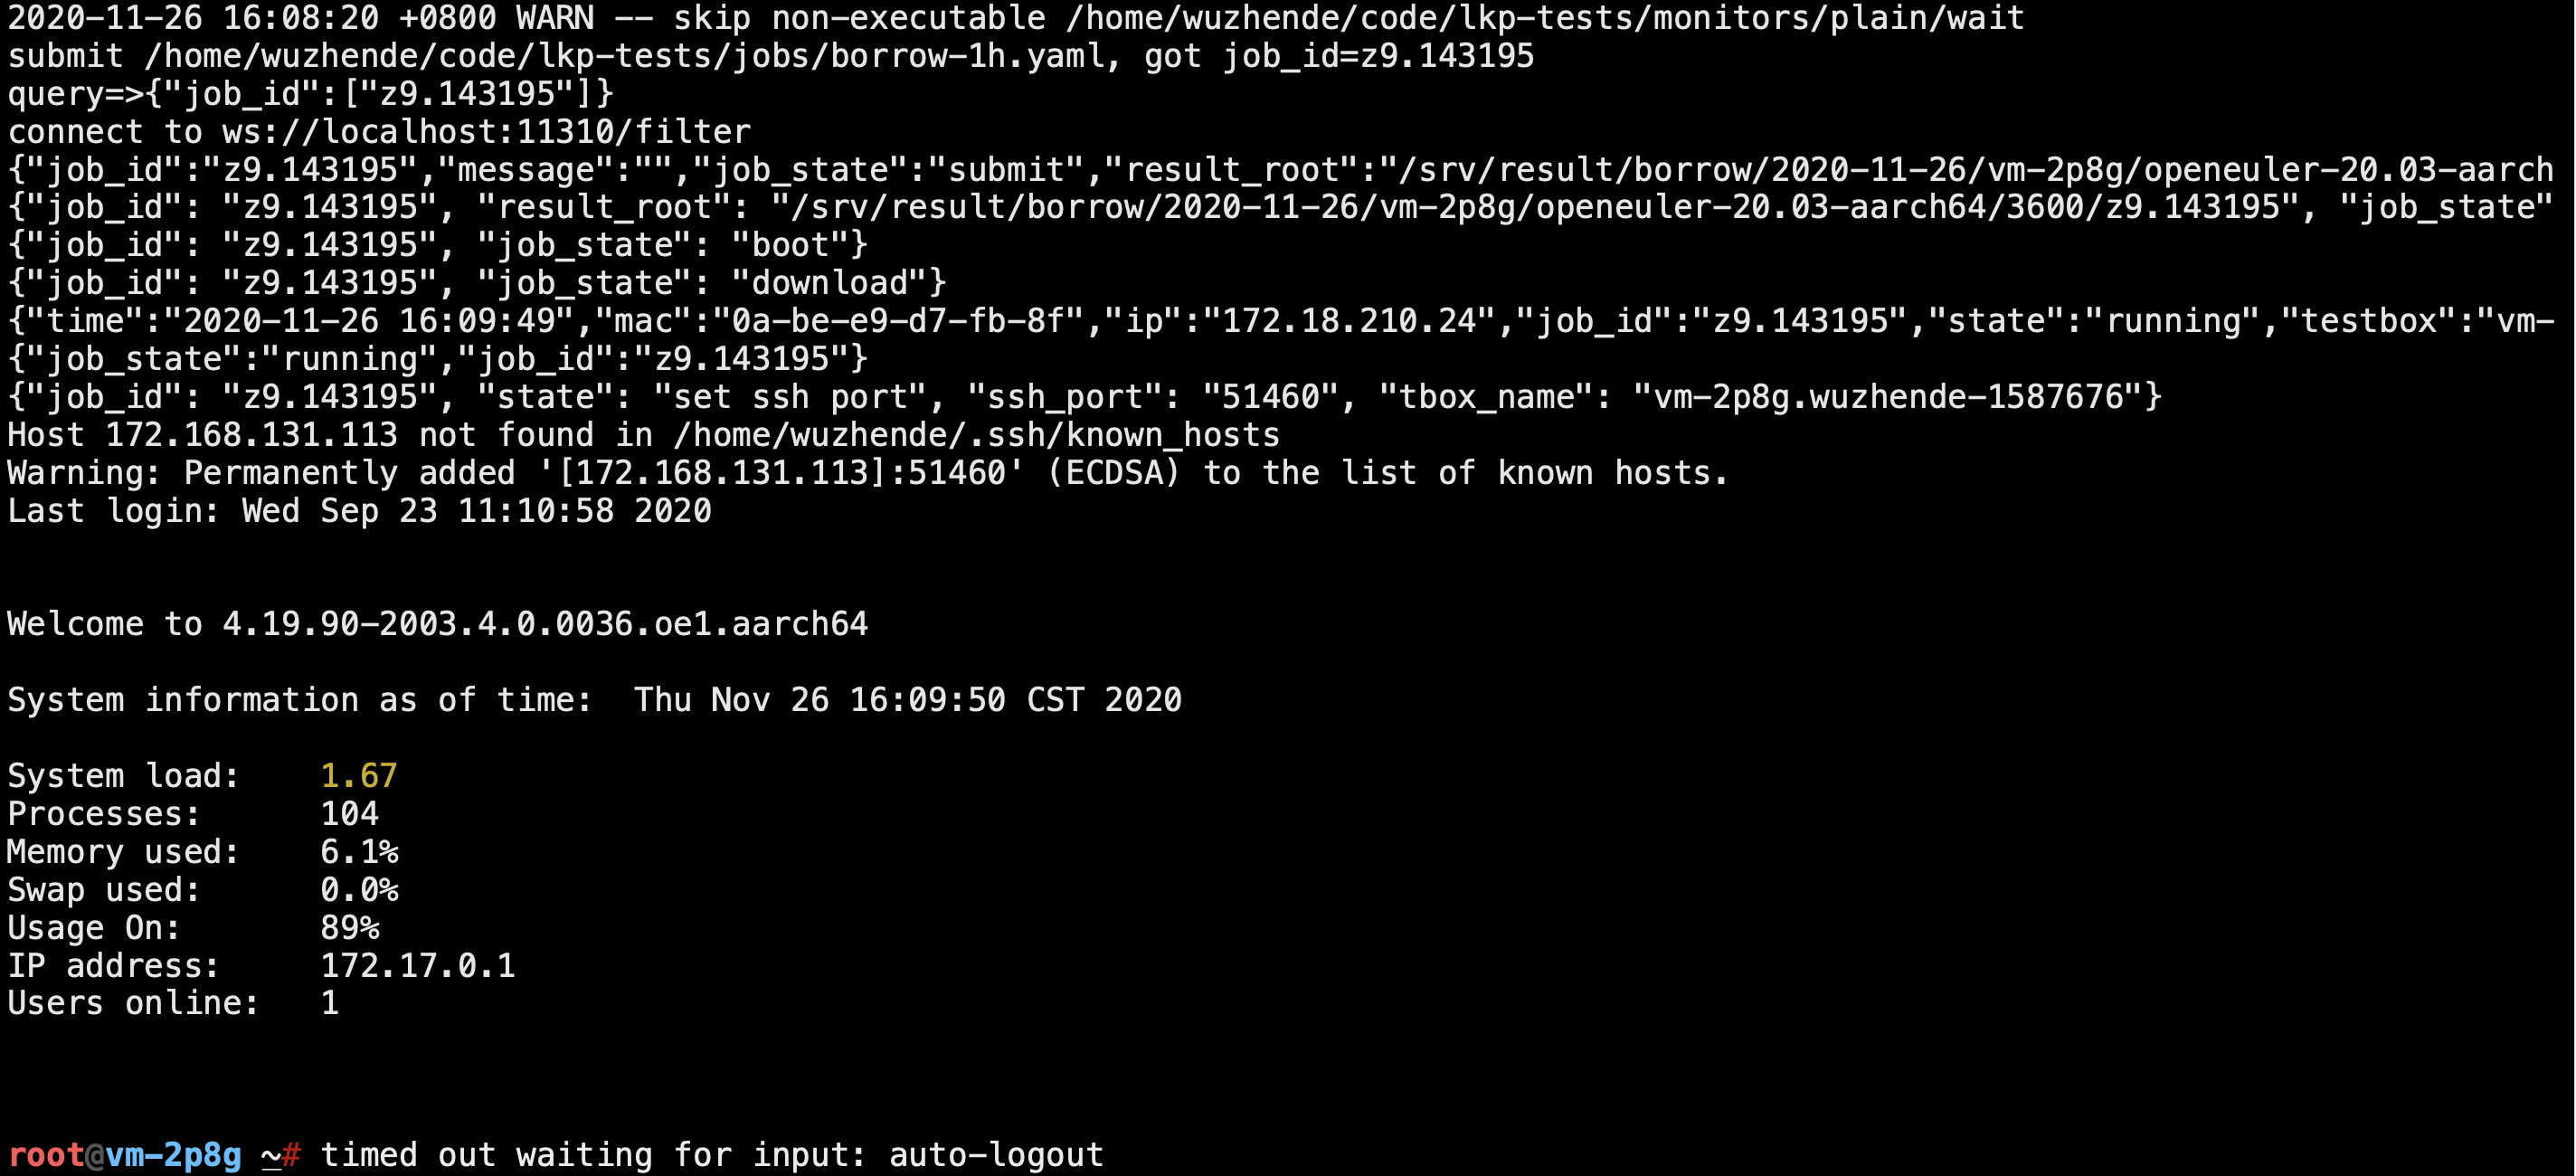 2020-11-26 16:08:20 +0800 WARN -- skip non-executable /home/wuzhende/code/lkp-tests/monitors/plain/wait
submit /home/wuzhende/code/lkp-tests/jobs/borrow-1h.yaml, got job_id=z9.143195
query=>{"job_id":["z9.143195"]}
connect to ws://localhost:11310/filter
{"job_id":"z9.143195","message":"","job_state":"submit","result_root":"/srv/result/borrow/2020-11-26/vm-2p8g/openeuler-20.03-aarch
{"job_id": "z9.143195", "result_root": "/srv/result/borrow/2020-11-26/vm-2p8g/openeuler-20.03-aarch64/3600/z9.143195", "job_state"
{"job_id": "z9.143195", "job_state": "boot"}
{"job_id": "z9.143195", "job_state": "download"}
{"time":"2020-11-26 16:09:49","mac":"0a-be-e9-d7-fb-8f","ip":"172.18.210.24","job_id":"z9.143195","state":"running","testbox":"vm-
{"job_state":"running","job_id":"z9.143195"}
{"job_id": "z9.143195", "state": "set ssh port", "ssh_port": "51460", "tbox_name": "vm-2p8g.wuzhende-1587676"}
Host 172.168.131.113 not found in /home/wuzhende/.ssh/known_hosts
Warning: Permanently added '[172.168.131.113]:51460' (ECDSA) to the list of known hosts.
Last login: Wed Sep 23 11:10:58 2020
Welcome to 4.19.90-2003.4.0.0036.oe1.aarch64
System information as of time:  Thu Nov 26 16:09:50 CST 2020
System load:    1.67
Processes:      104
Memory used:    6.1%
Swap used:      0.0%
Usage On:       89%
IP address:     172.17.0.1
Users online:   1
root@vm-2p8g ~# timed out waiting for input: auto-logout